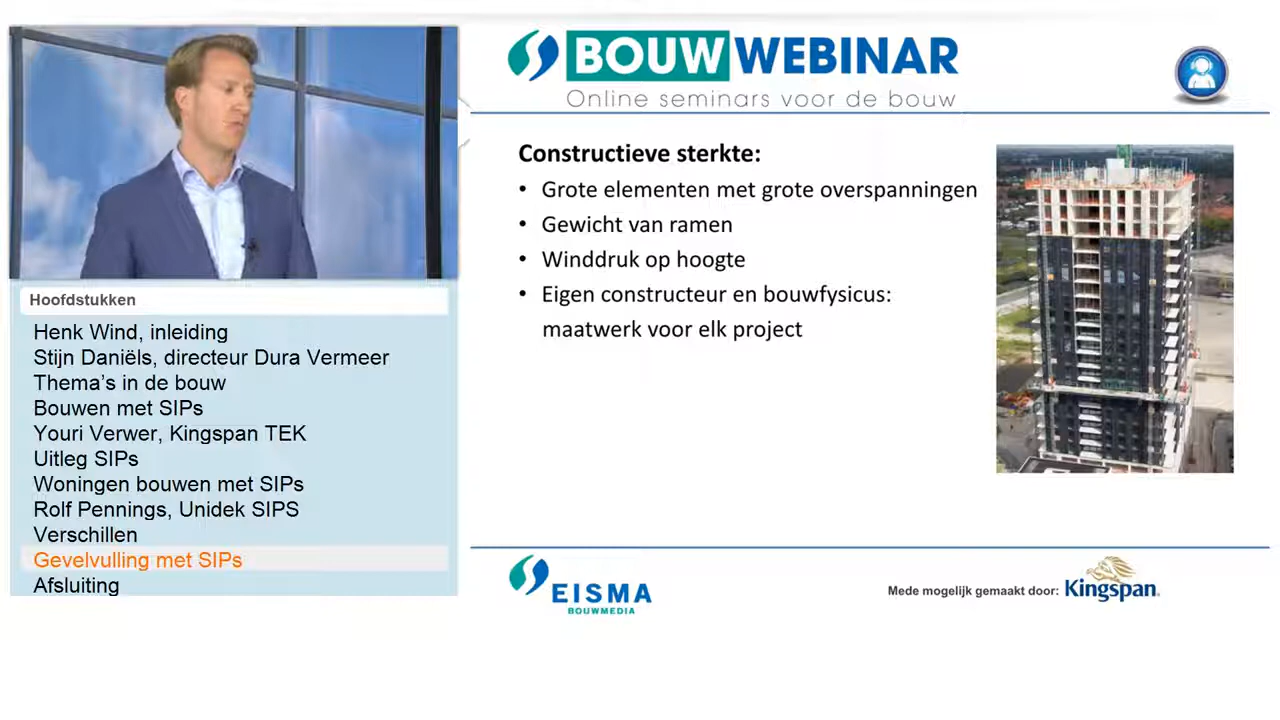 BOUWWEBINAR
Online seminars voor de bouw
Constructieve sterkte:
• Grote elementen met grote overspanningen
• Gewicht van ramen
• Winddruk op hoogte
• Eigen constructeur en bouwfysicus:
maatwerk voor elk project
Hoofdstukken
Henk Wind, inleiding
Stijn Daniëls, directeur Dura Vermeer
Thema's in de bouw
Bouwen met SIPs
Youri Verwer, Kingspan TEK
Uitleg SIPs
Woningen bouwen met SIPs
Rolf Pennings, Unidek SIPS
Verschillen
Gevelvulling met SIPs
Afsluiting
EISMA
BOUWMEDIA
Mede mogelijk gemaakt door: Kingspan.